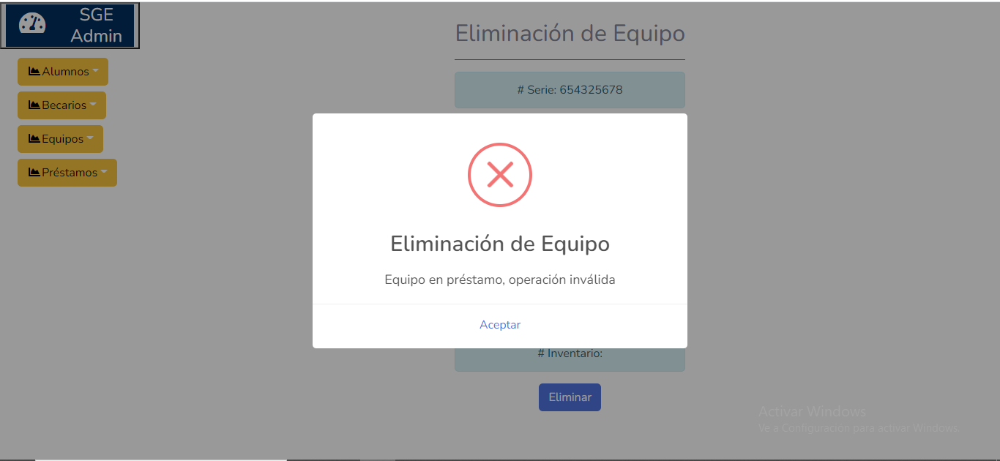 SGE
Admin
Alumnos
Becarios
Equipos
Préstamos
Eliminación de Equipo
# Serie: 654325678
Eliminación de Equipo
Equipo en préstamo, operación inválida
Aceptar
# Inventario:
Eliminar
Activar Windows
Ve a Configuración para activar Windows.